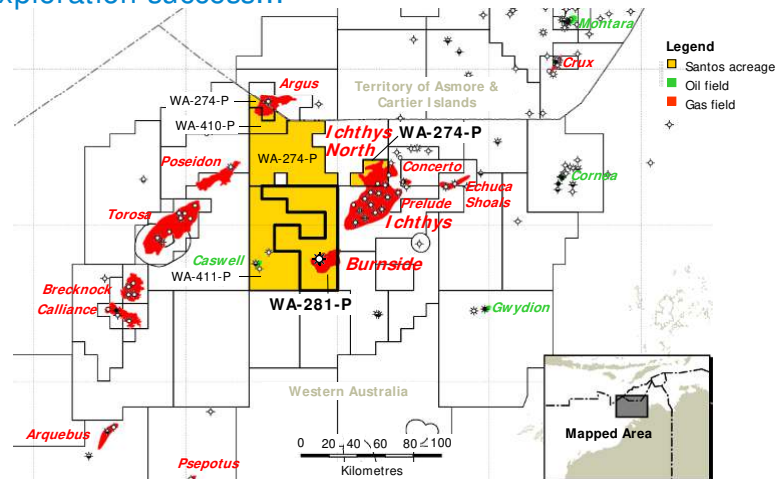 exploration success...
Montara
Legend
Santos acreage
Oil field
Gas field
Crux
Argus
Territory of Asmore &
Cartier Islands
WA-274-P
WA-410-P
Ichthys
North
WA-274-P
WA-274-P
Poseidon
Concerto
Cornea
Echuca
Shoals
Prelude
Ichthys
Torosa
Caswell
WA-411-P
Burnside
Brecknock
Calliance
WA-281-P
Gwydion
Western Australia
Mapped Area
Arquebus
0 20 40 60 80 100
Kilometres
Psepotus